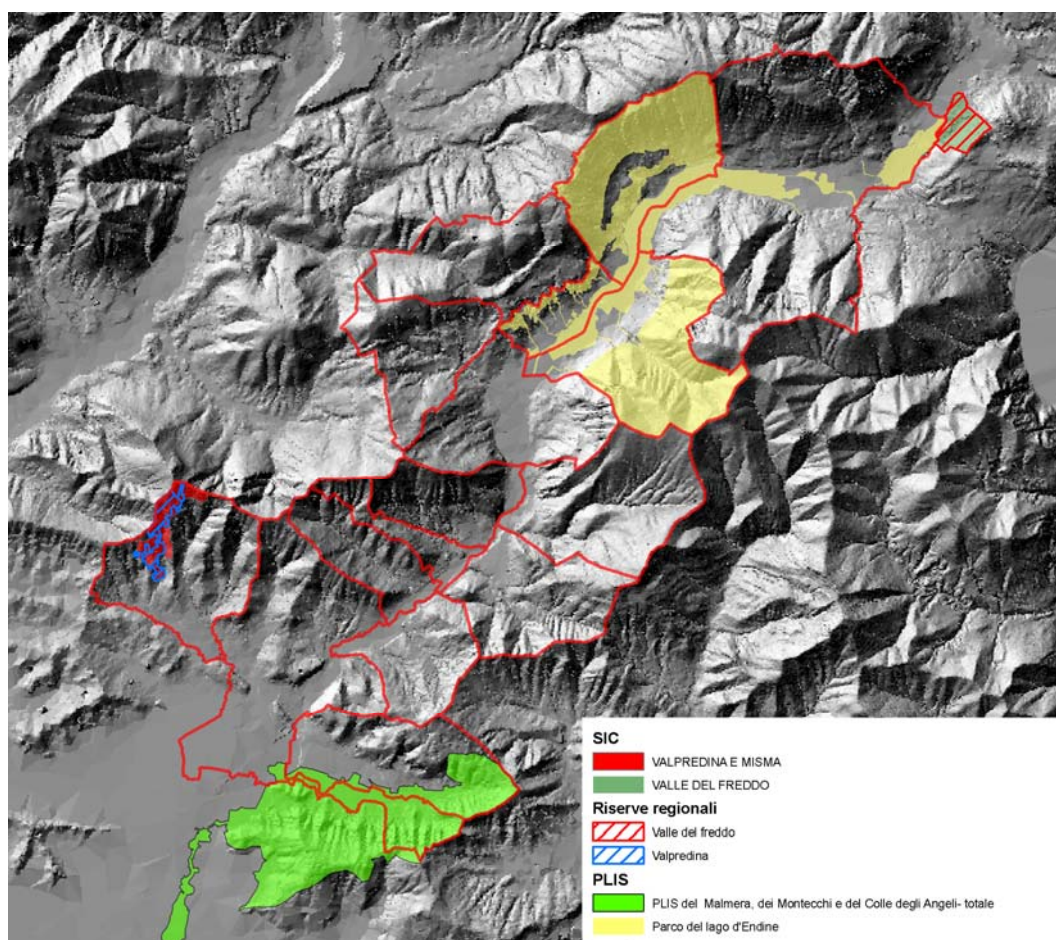 SIC
VALPREDINA E MISMA
VALLE DEL FREDDO
Riserve regionali
Valle del freddo
Valpredina
PLIS
PLIS del Malmera, dei Montecchi e del Colle degli Angeli- totale
Parco del lago d'Endine